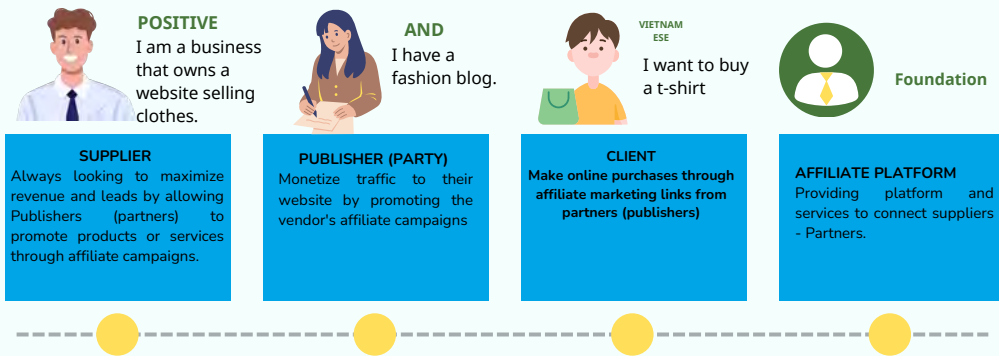 POSITIVE
I am a business
that owns a
website selling
clothes.
AND
I have a
fashion blog.
VIETNAM
ESE
I want to buy
a t-shirt
Foundation
SUPPLIER
Always looking to maximize
revenue and leads by allowing
Publishers (partners) to
promote products or services
through affiliate campaigns.
PUBLISHER (PARTY)
Monetize traffic to their
website by promoting the
vendor's affiliate campaigns
CLIENT
Make online purchases through
affiliate marketing links from
partners (publishers)
AFFILIATE PLATFORM
Providing platform and
services to connect suppliers
- Partners.